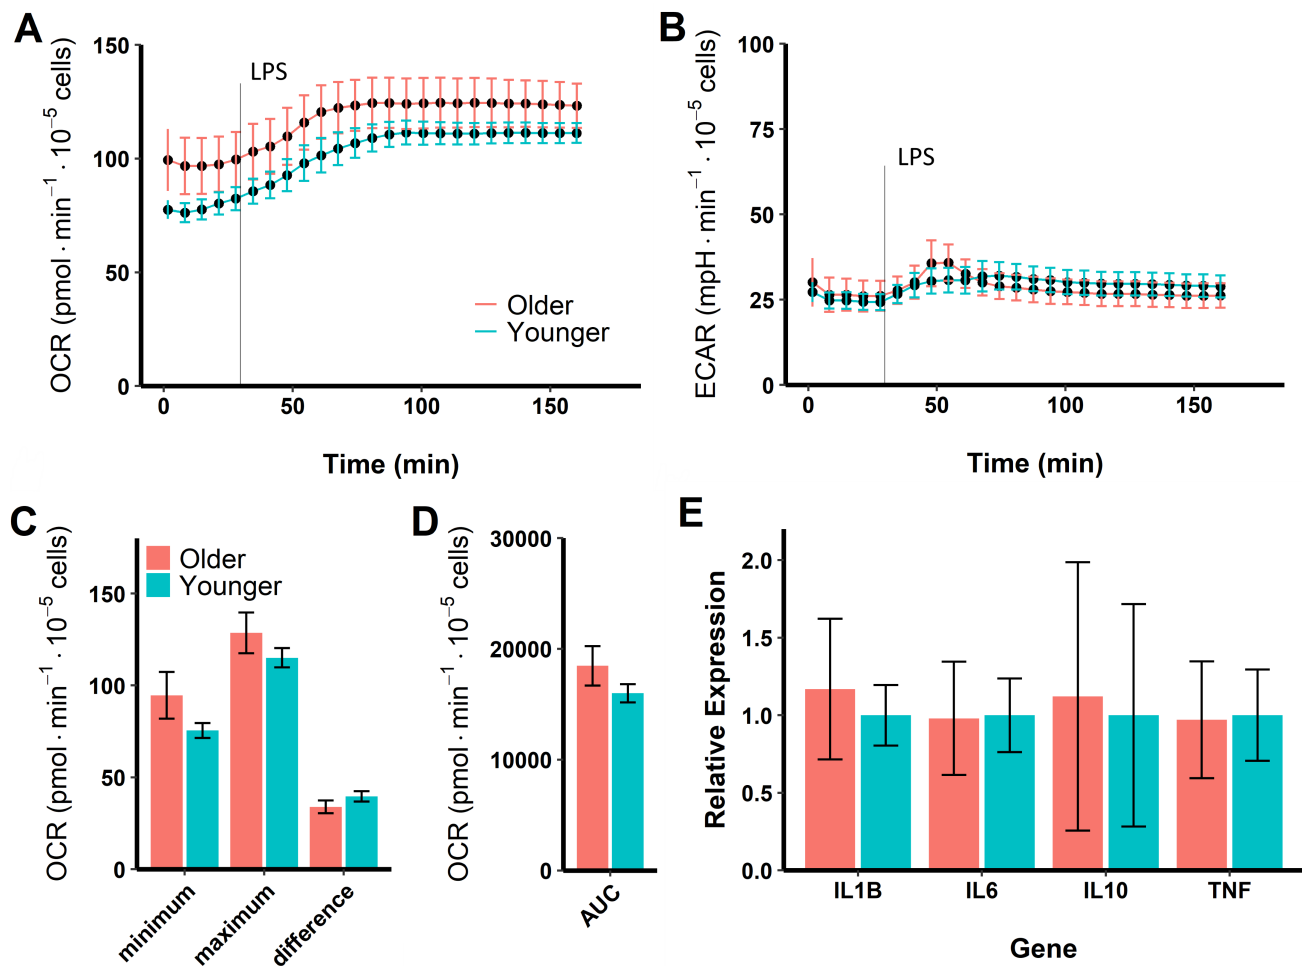 A
OCR (pmol · min⁻¹ · 10⁻⁵ cells)
150
100
50
0
LPS
Older
Younger
0 50 100 150
Time (min)
B
ECAR (mpH · min⁻¹ · 10⁻⁵ cells)
100
75
50
25
0
LPS
0 50 100 150
Time (min)
C
OCR (pmol · min⁻¹ · 10⁻⁵ cells)
150
100
50
0
Older
Younger
minimum
maximum
difference
D
OCR (pmol · min⁻¹ · 10⁻⁵ cells)
30000
20000
10000
0
AUC
E
Relative Expression
2.0
1.5
1.0
0.5
0.0
IL1B IL6 IL10 TNF
Gene